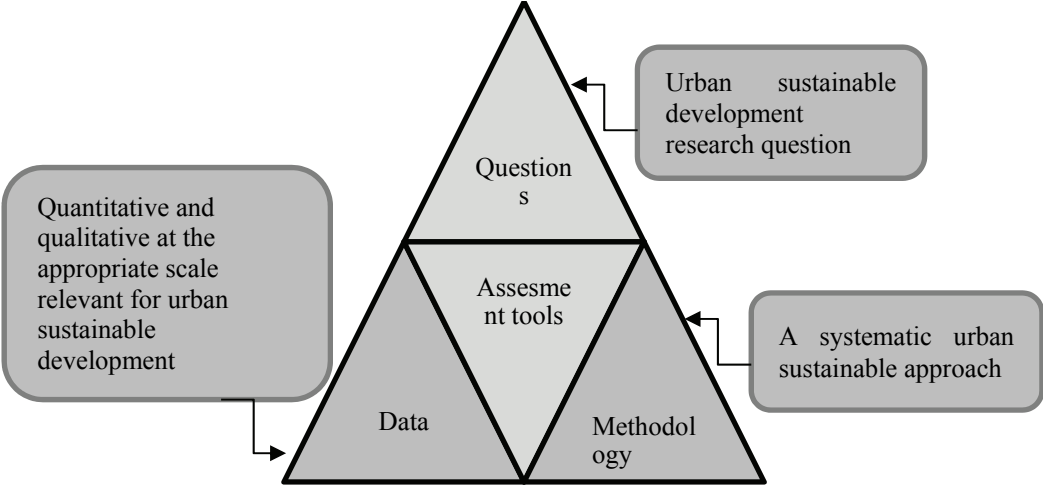 Urban sustainable
development
research question
Question
s
Quantitative and
qualitative at the
appropriate scale
relevant for urban
sustainable
development
Assesme
nt tools
A systematic urban
sustainable approach
Data
Methodol
ogy